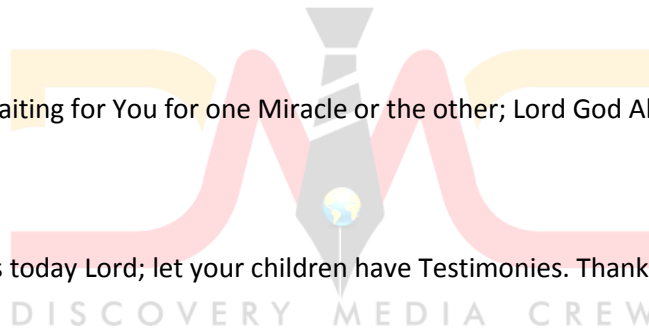 aiting for You for one Miracle or the other; Lord God Al
s today Lord; let your children have Testimonies. Thank
DISCOVERY MEDIA CREW